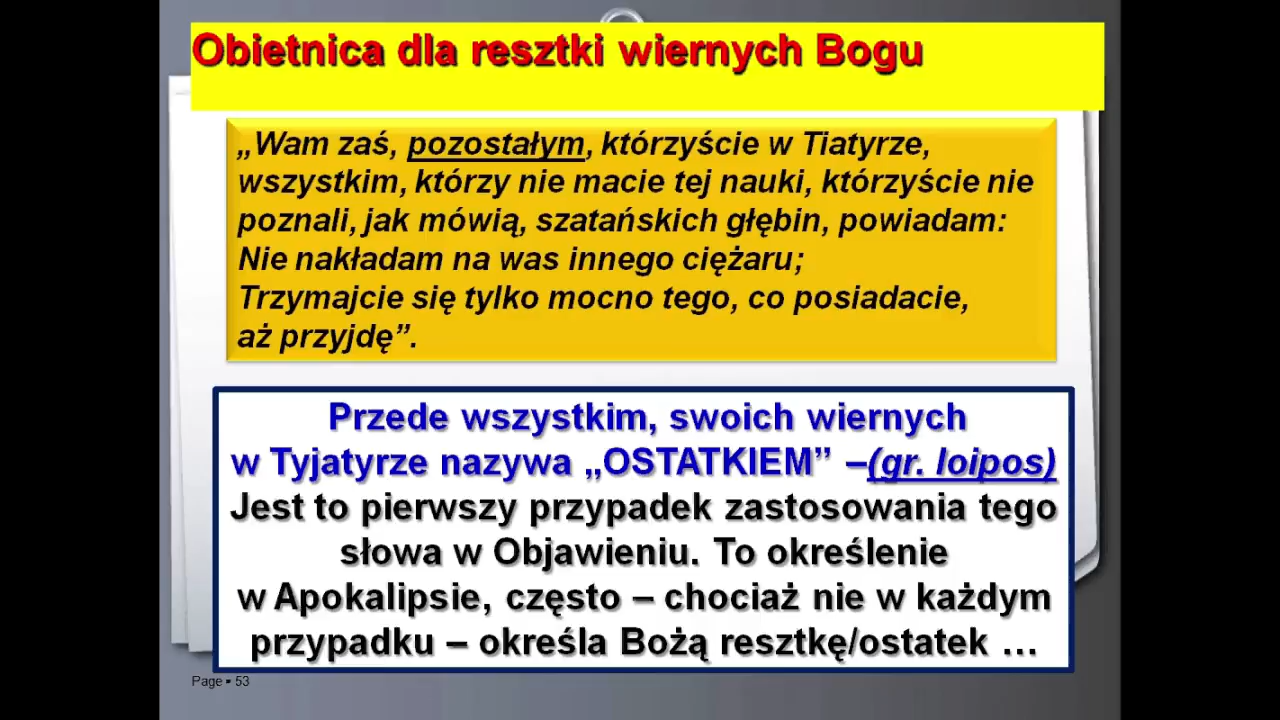 Obietnica dla resztki wiernych Bogu
„Wam zaś, pozostałym, którzyście w Tiatyrze,
wszystkim, którzy nie macie tej nauki, którzyście nie
poznali, jak mówią, szatańskich głębin, powiadam:
Nie nakładam na was innego ciężaru;
Trzymajcie się tylko mocno tego, co posiadacie,
aż przyjdę”.
Przede wszystkim, swoich wiernych
w Tyjatyrze nazywa „OSTATKIEM” –(gr. loipos)
Jest to pierwszy przypadek zastosowania tego
słowa w Objawieniu. To określenie
w Apokalipsie, często – chociaż nie w każdym
przypadku – określa Bożą resztkę/ostatek …
Page ▪ 53